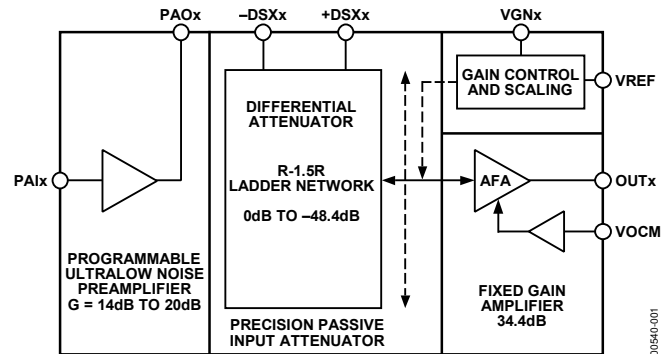 PAOx
–DSXx
+DSXx
VGNx
GAIN CONTROL
AND SCALING
VREF
DIFFERENTIAL
ATTENUATOR
R-1.5R
LADDER NETWORK
0dB TO –48.4dB
PAIx
AFA
OUTx
VOCM
PROGRAMMABLE
ULTRALOW NOISE
PREAMPLIFIER
G = 14dB TO 20dB
PRECISION PASSIVE
INPUT ATTENUATOR
FIXED GAIN
AMPLIFIER
34.4dB
00540-001